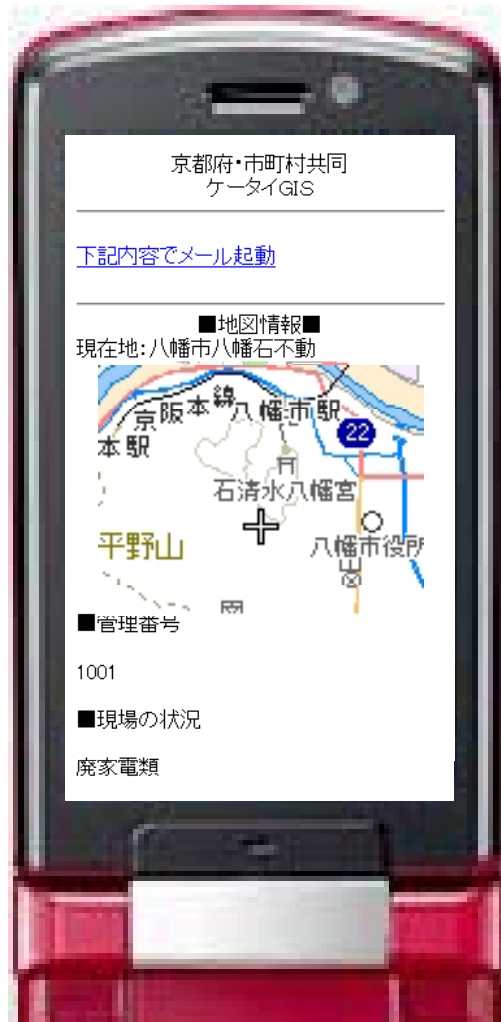 京都府・市町村共同
ケータイGIS
下記内容でメール起動
■地図情報■
現在地:八幡市八幡石不動
京阪本線
八幡市駅
22
本駅
石清水八幡宮
平野山
八幡市役所
■管理番号
1001
■現場の状況
廃家電類